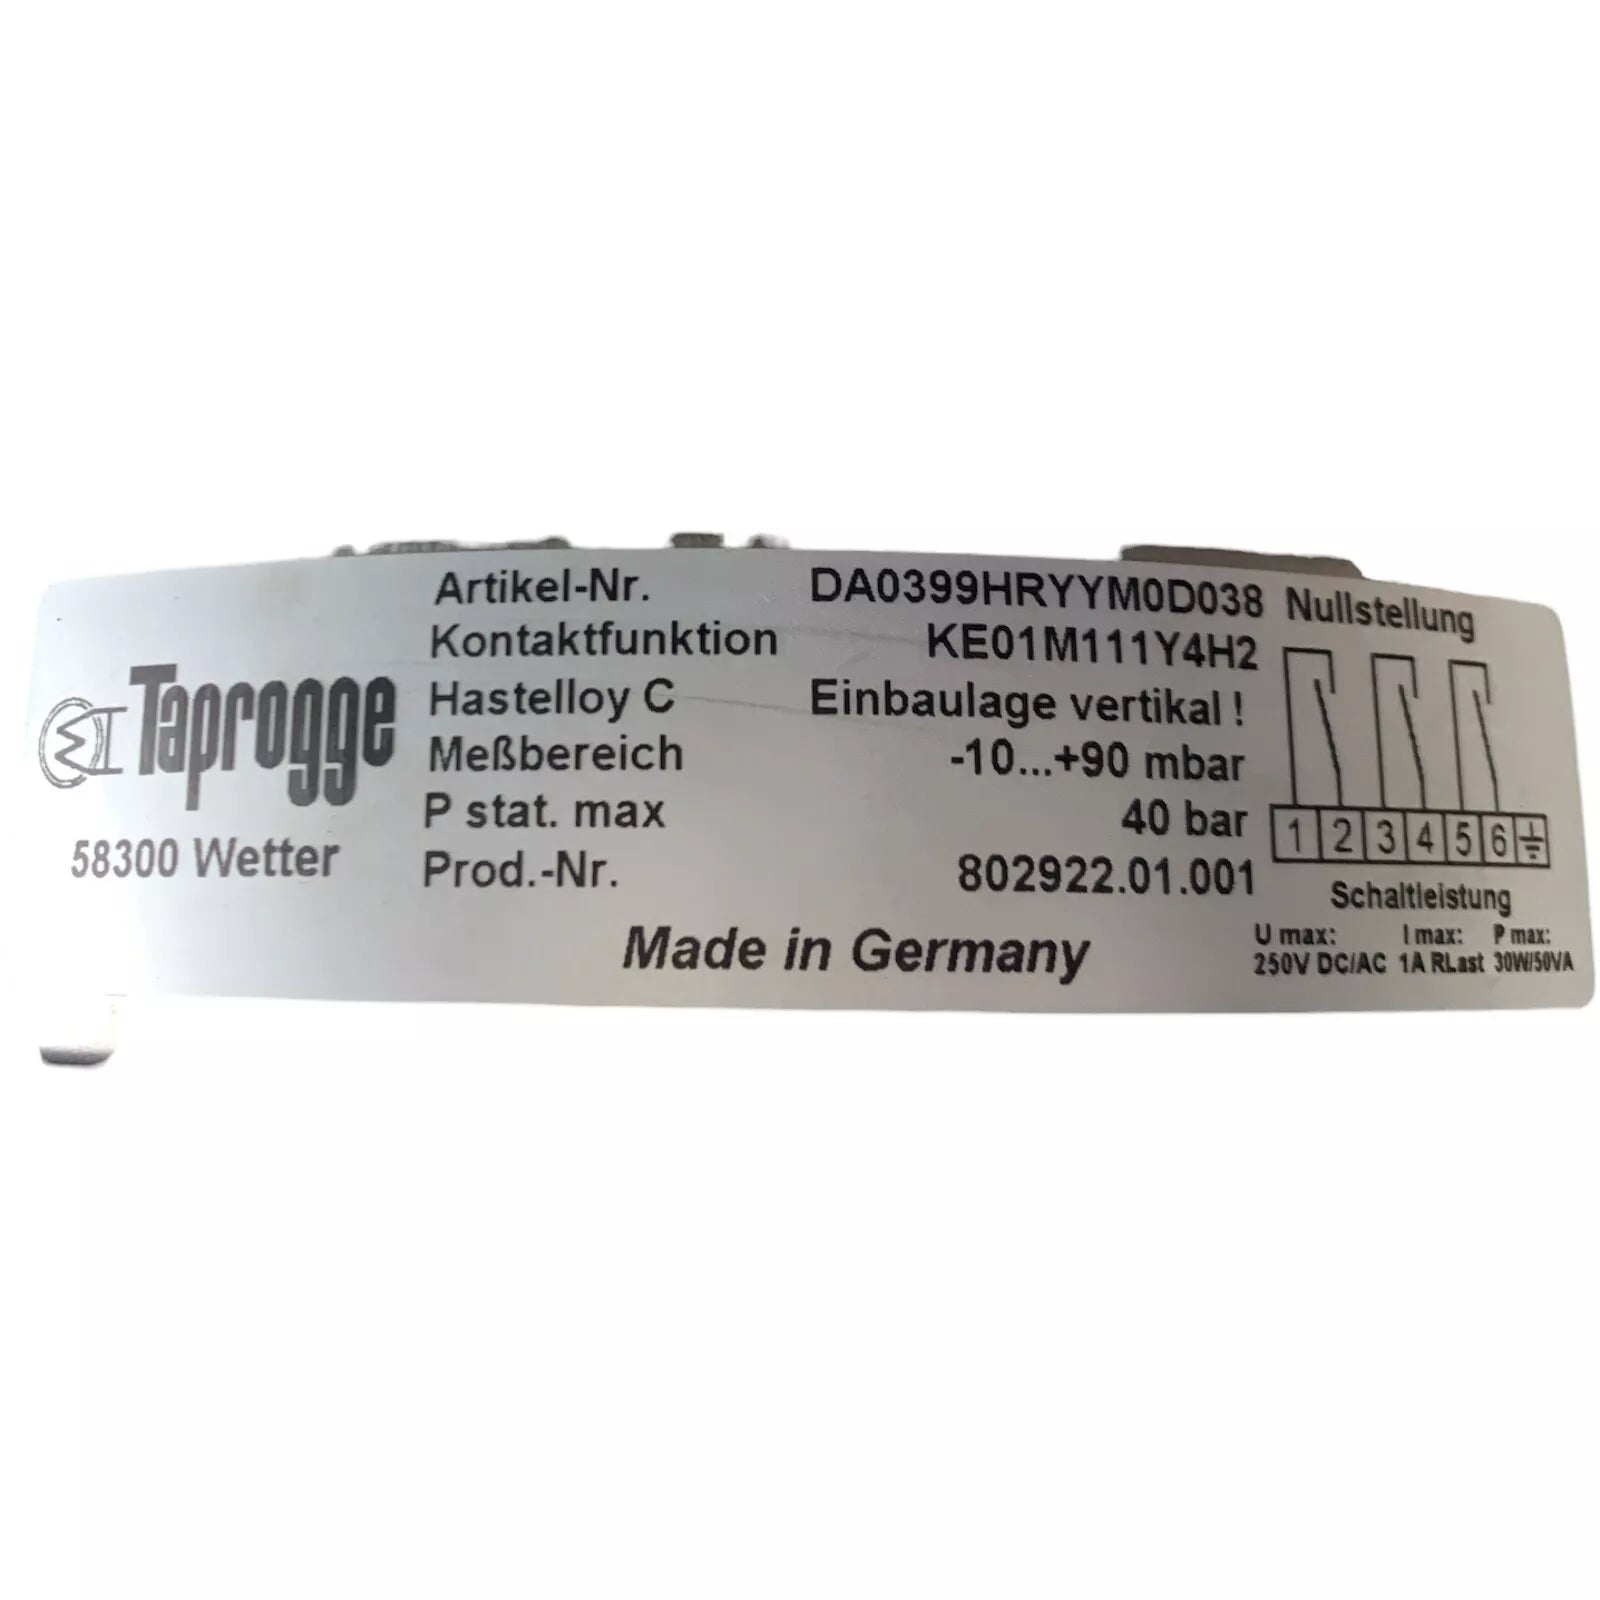 Taprogge
58300 Wetter
Artikel-Nr. DA0399HRYYM0D038
Kontaktfunktion KE01M111Y4H2
Hastelloy C Einbaulage vertikal !
Meßbereich -10...+90 mbar
P stat. max 40 bar
Prod.-Nr. 802922.01.001
Made in Germany
Nullstellung
1 2 3 4 5 6
Schaltleistung
U max: I max: P max:
250V DC/AC 1A RLast 30W/50VA